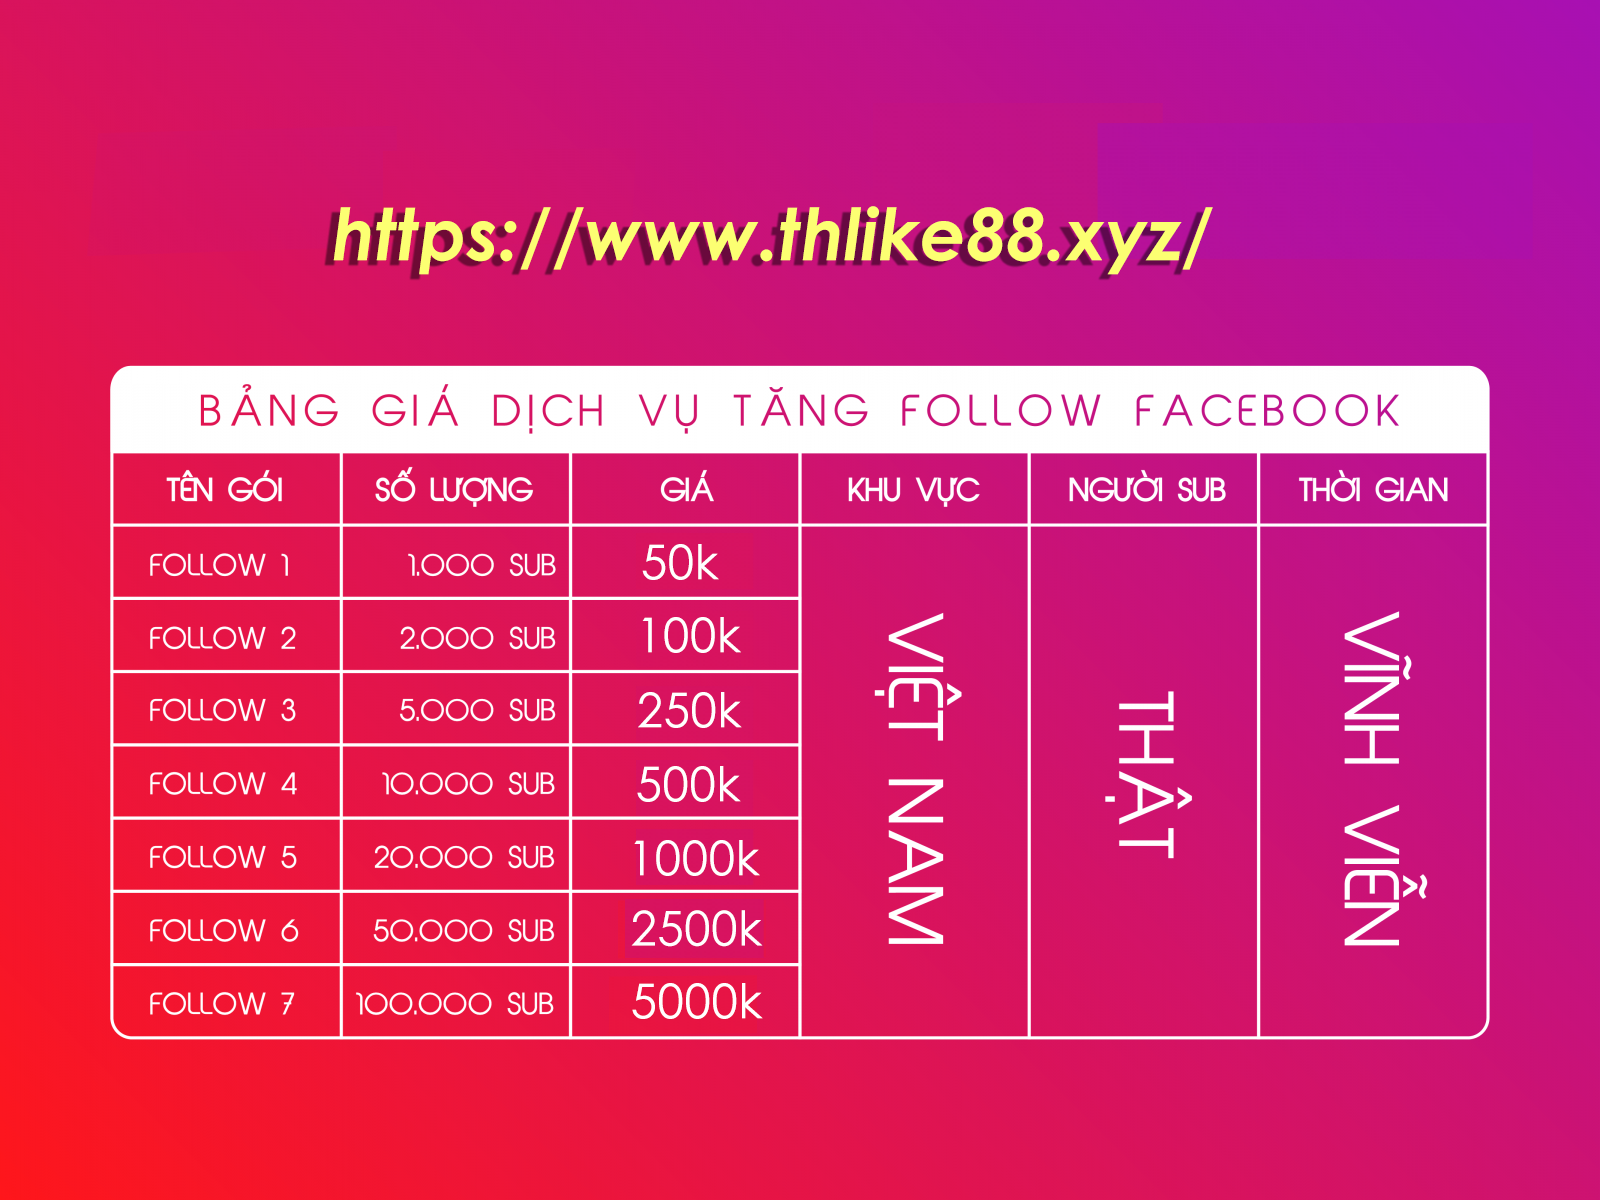 https://www.thlike88.xyz/
BẢNG GIÁ DỊCH VỤ TĂNG FOLLOW FACEBOOK
TÊN GÓI SỐ LƯỢNG GIÁ KHU VỰC NGƯỜI SUB THỜI GIAN
FOLLOW 1 1.000 SUB 50k
FOLLOW 2 2.000 SUB 100k
FOLLOW 3 5.000 SUB 250k
FOLLOW 4 10.000 SUB 500k
FOLLOW 5 20.000 SUB 1000k
FOLLOW 6 50.000 SUB 2500k
FOLLOW 7 100.000 SUB 5000k
VIỆT NAM
THẬT
VĨNH VIỄN